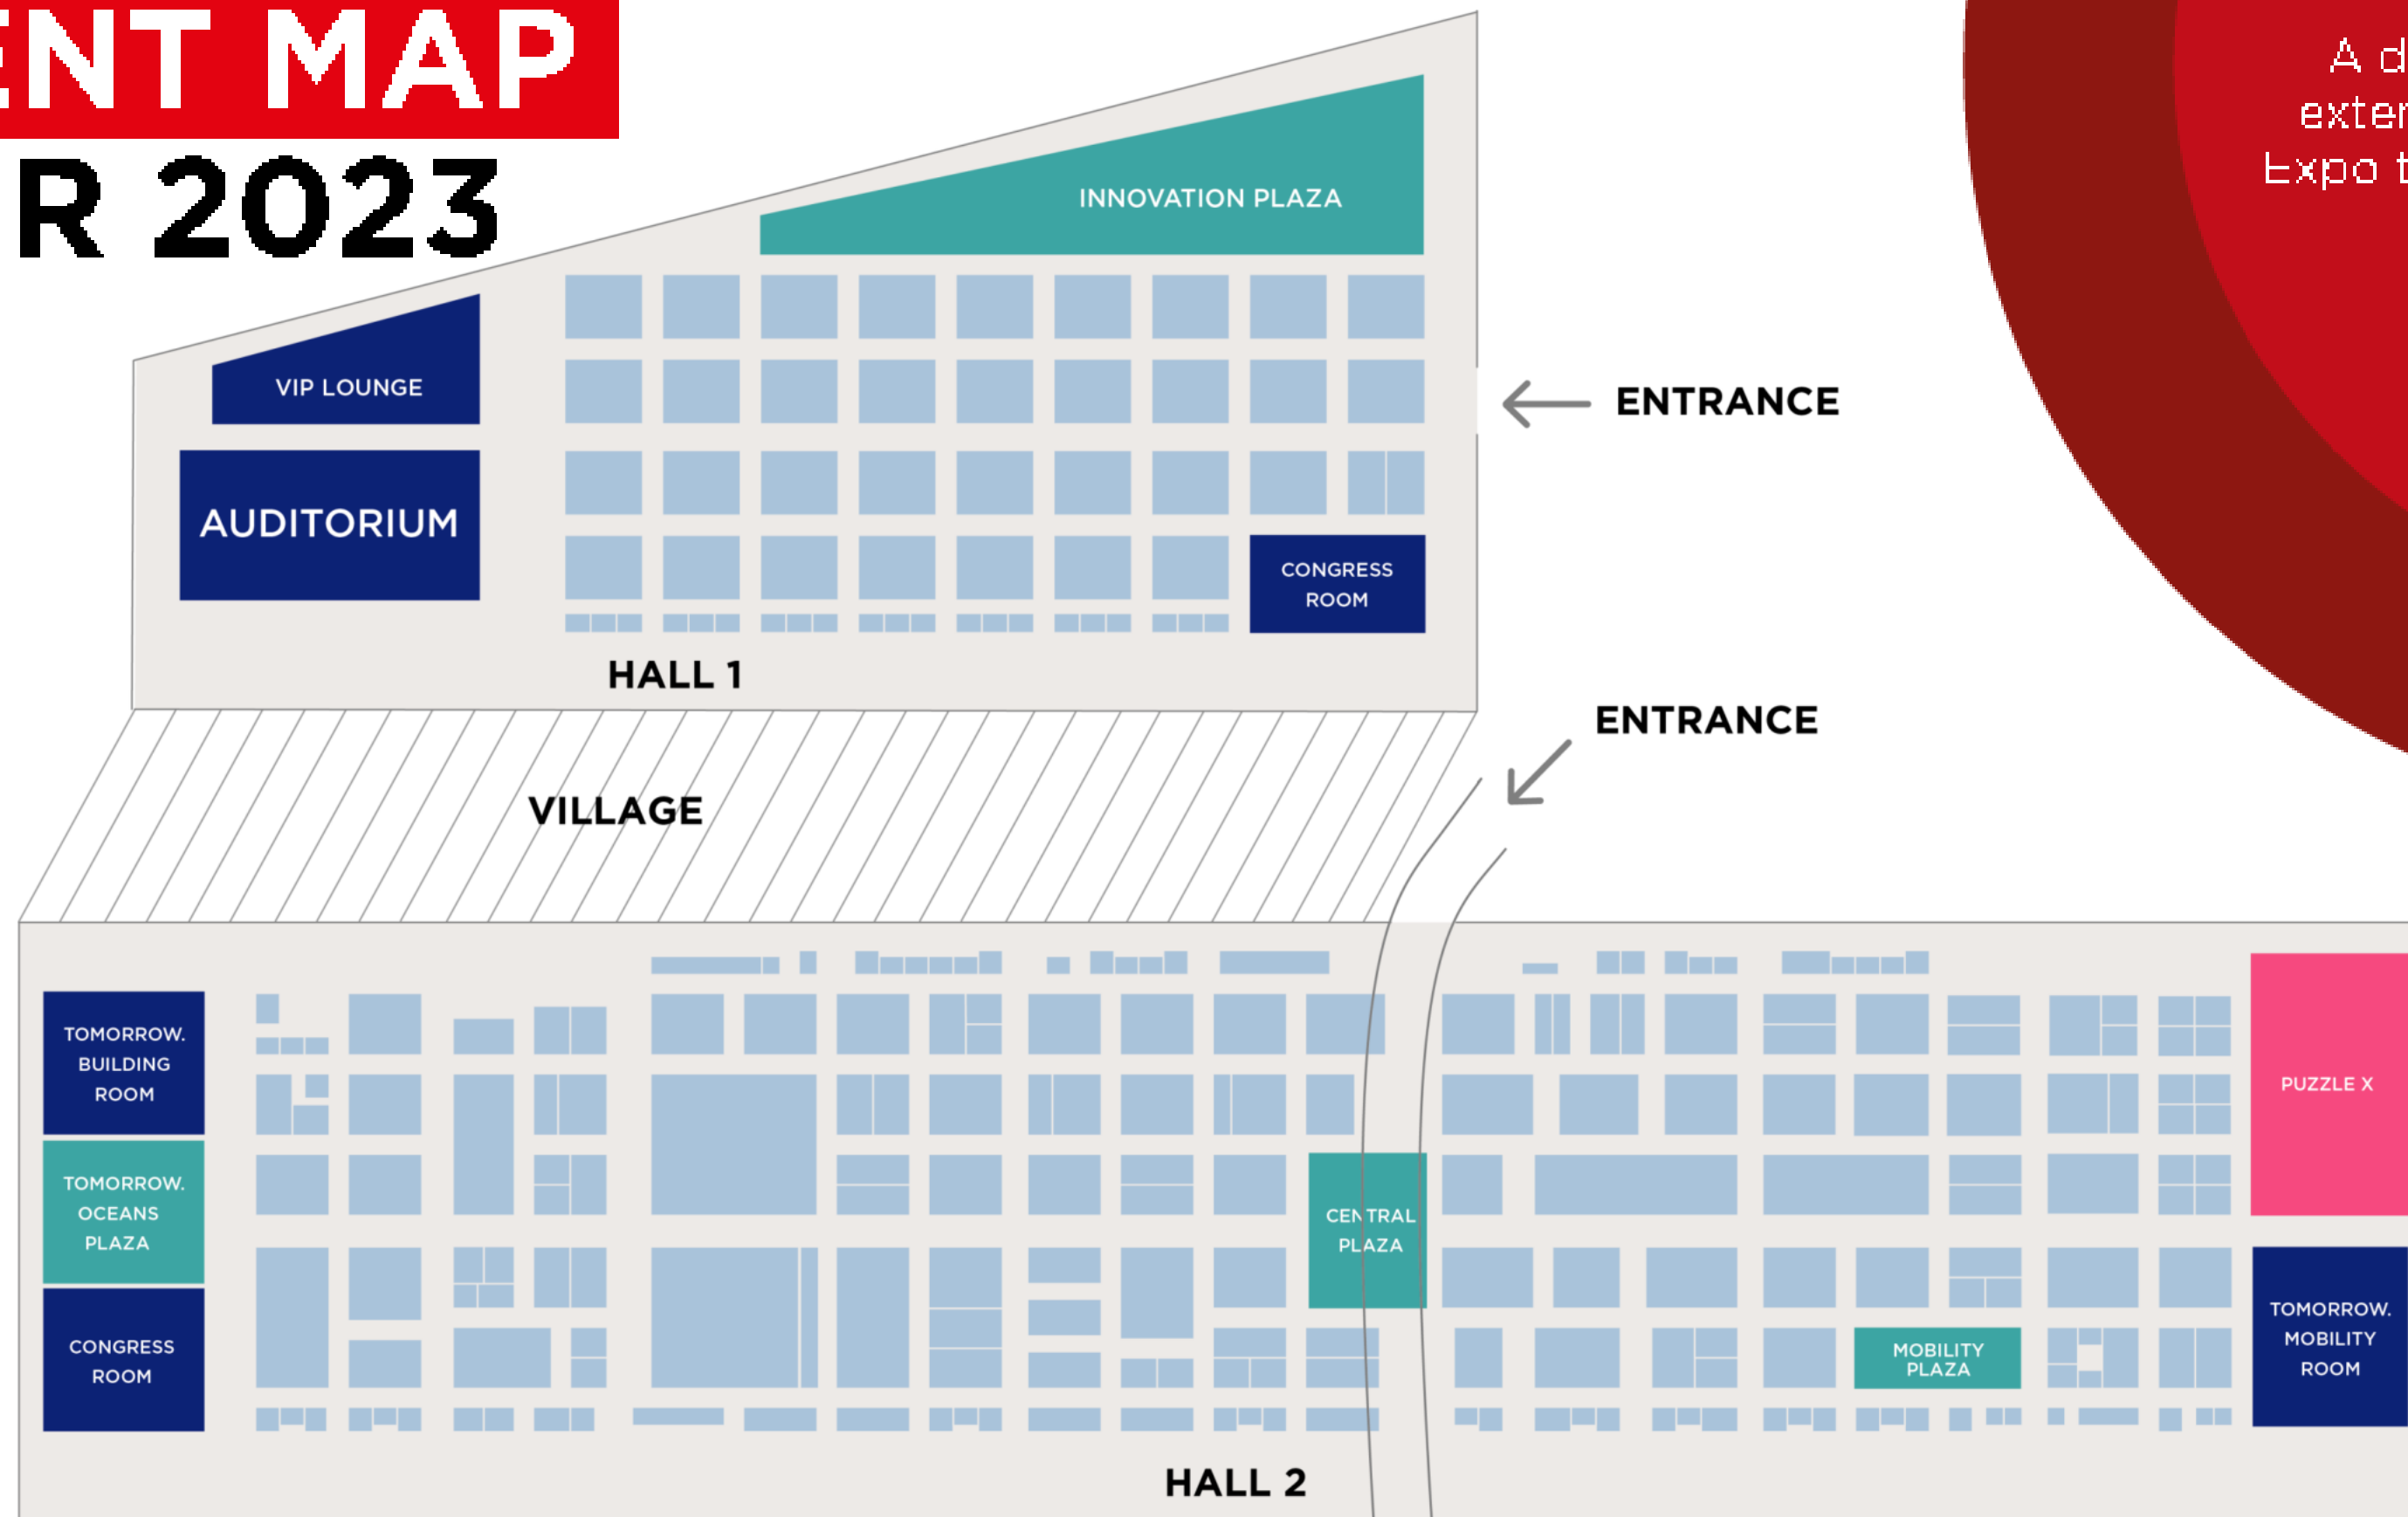 ENT MAP
R 2023
A d
exter
Expo t
INNOVATION PLAZA
VIP LOUNGE
AUDITORIUM
CONGRESS
ROOM
HALL 1
ENTRANCE
ENTRANCE
VILLAGE
TOMORROW.
BUILDING
ROOM
TOMORROW.
OCEANS
PLAZA
CONGRESS
ROOM
CENTRAL
PLAZA
MOBILITY
PLAZA
PUZZLE X
TOMORROW.
MOBILITY
ROOM
HALL 2